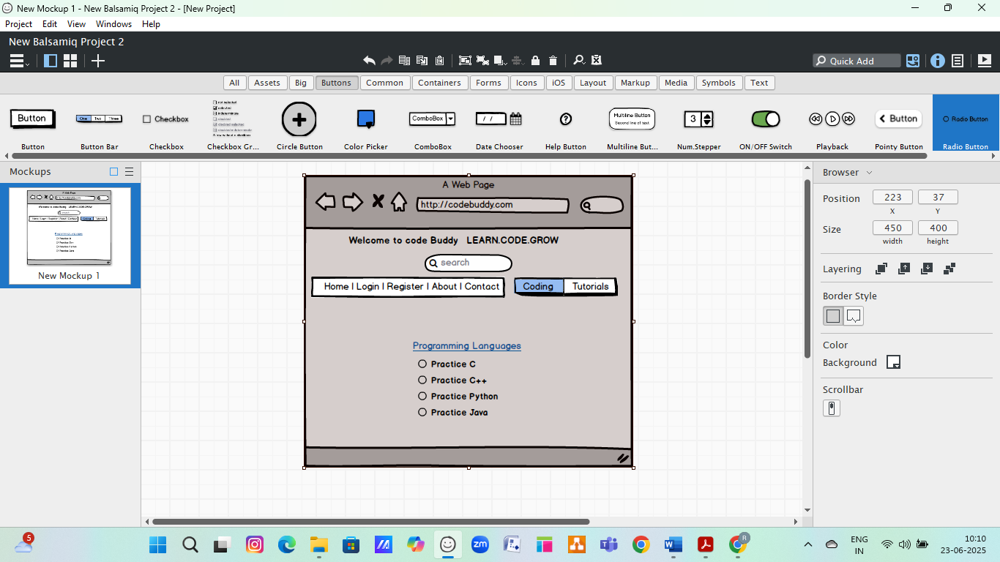 New Mockup 1 - New Balsamiq Project 2 - [New Project]
Project Edit View Windows Help
New Balsamiq Project 2
Quick Add
All Assets Big Buttons Common Containers Forms Icons iOS Layout Markup Media Symbols Text
Button One Two Three Checkbox ComboBox / / 3 Button Radio Button
not selected
selected
indeterminate
disabled
disabled selected
disabled indeterminate
A row without a checkbox
Multiline Button
Second line of text
Button Button Bar Checkbox Checkbox Gr... Circle Button Color Picker ComboBox Date Chooser Help Button Multiline But... Num.Stepper ON/OFF Switch Playback Pointy Button Radio Button
Mockups
New Mockup 1
A Web Page
http://codebuddy.com
Welcome to code Buddy LEARN.CODE.GROW
search
Home | Login | Register | About | Contact Coding Tutorials
Programming Languages
Practice C
Practice C++
Practice Python
Practice Java
Browser
Position 223 37
X Y
Size 450 400
width height
Layering
Border Style
Color
Background
Scrollbar
5
zm
R
ENG
IN
10:10
23-06-2025